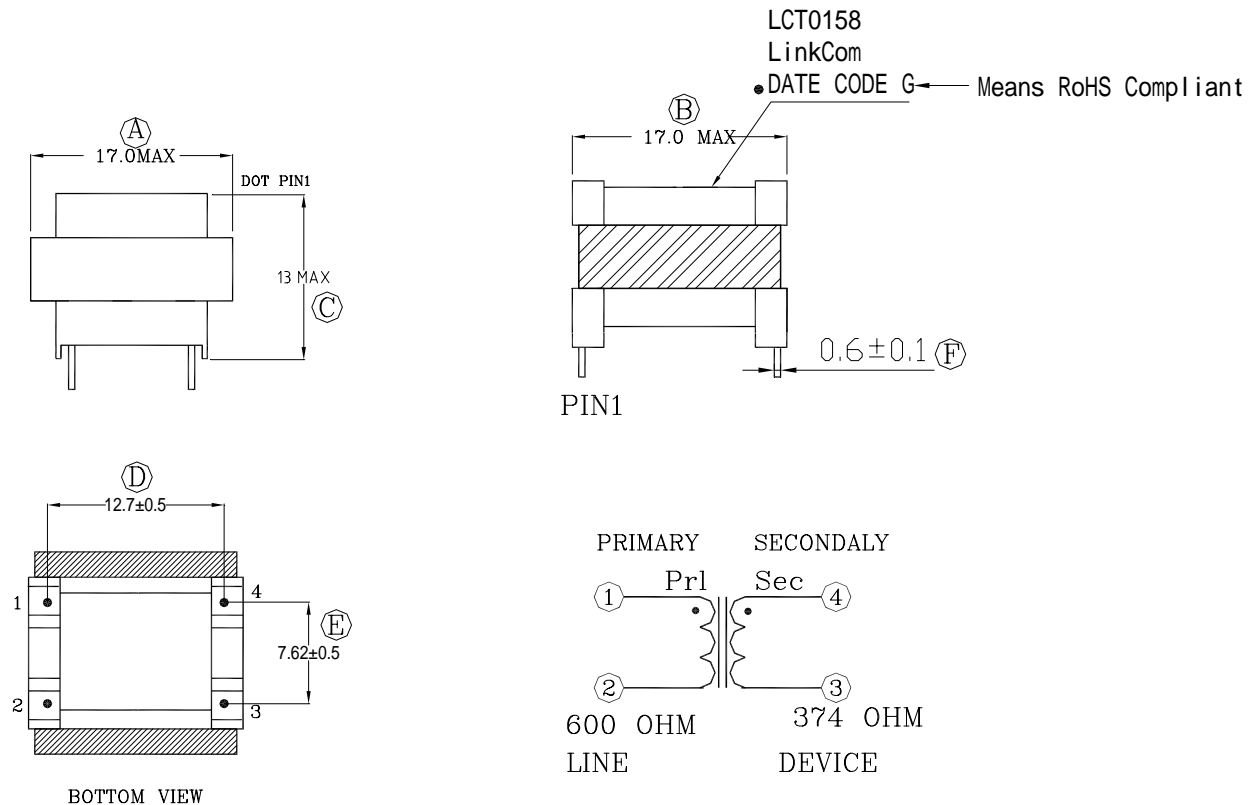 LCT0158
LinkCom
DATE CODE G
Means RoHS Compliant
A
17.0MAX
DOT PIN1
13 MAX
C
B
17.0 MAX
0.6±0.1
F
PIN1
D
12.7±0.5
1
4
E
7.62±0.5
2
3
BOTTOM VIEW
PRIMARY
SECONDALY
Prl
Sec
1
4
2
3
600 OHM
374 OHM
LINE
DEVICE